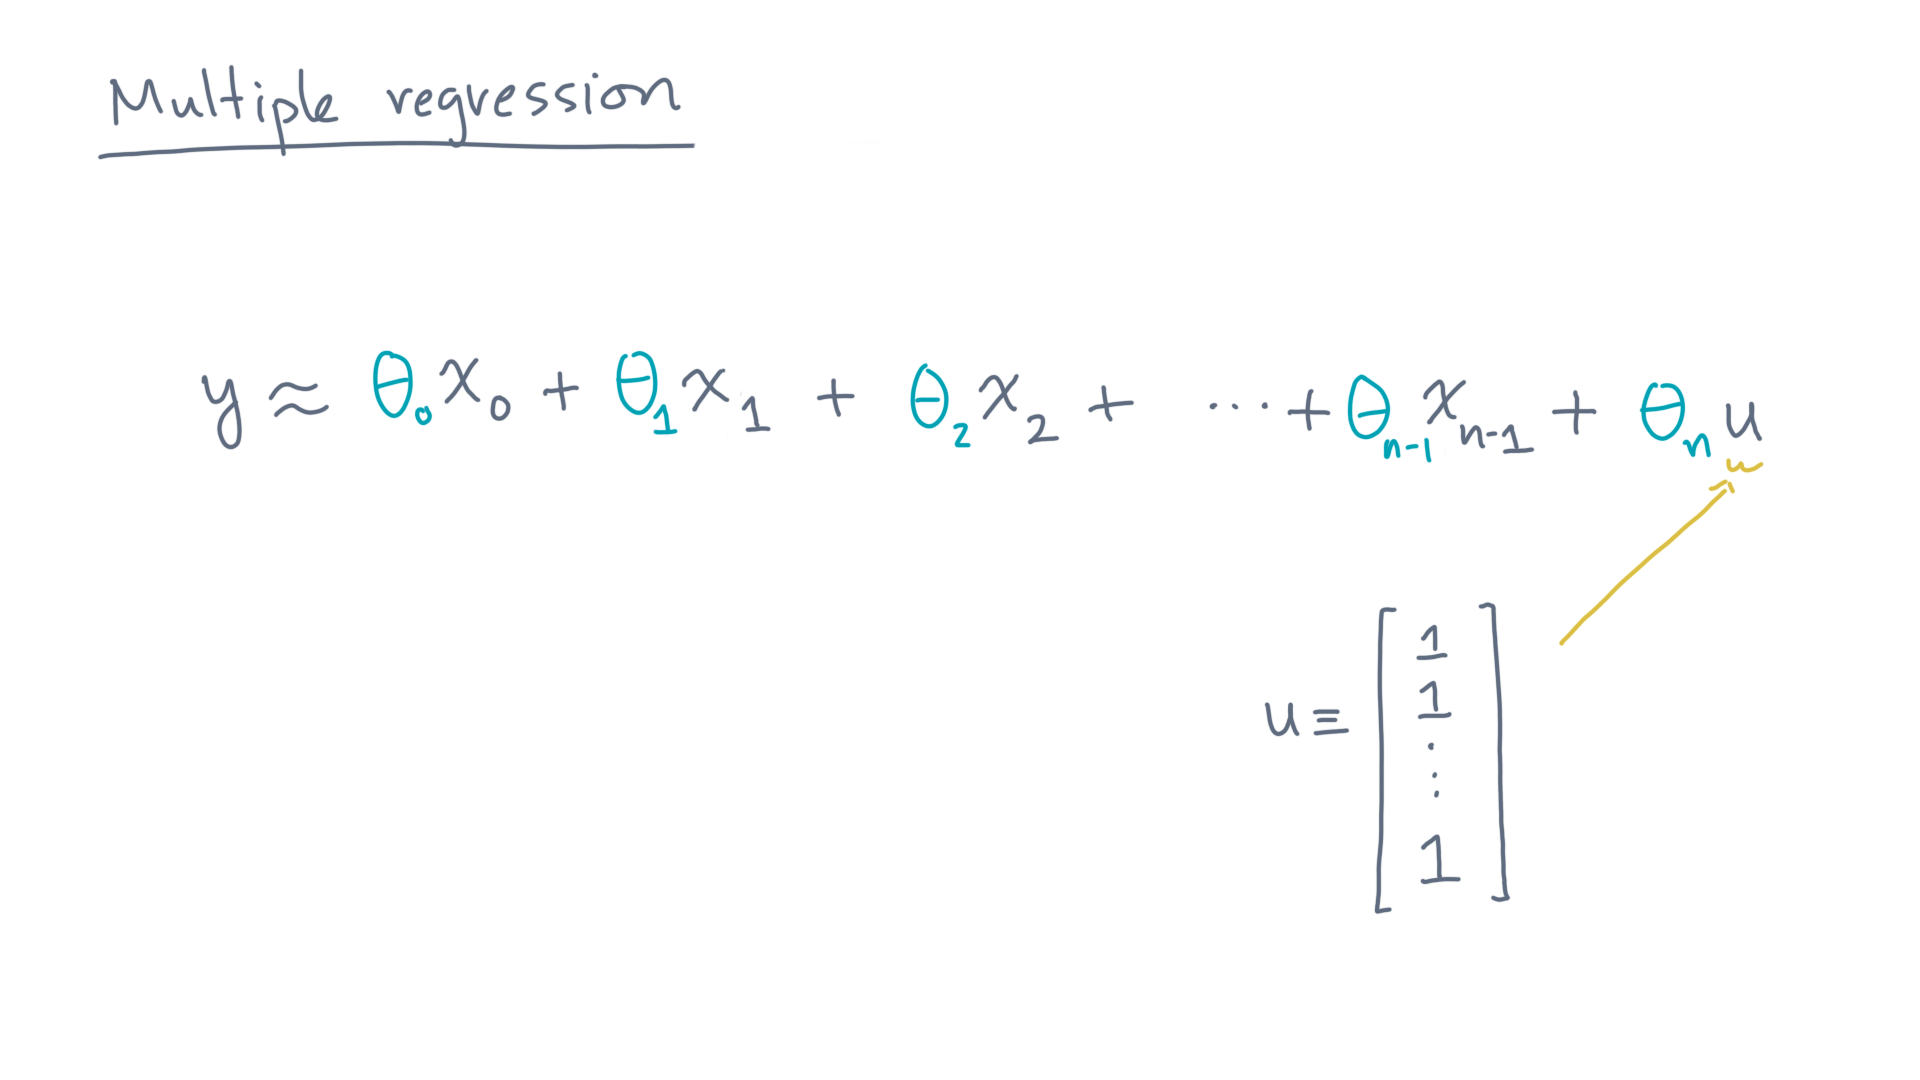 Multiple regression
y ≈ θ₀x₀ + θ₁x₁ + θ₂x₂ + ⋯ + θₙ₋₁xₙ₋₁ + θₙu
u ≡ [1 1 ⋮ 1]